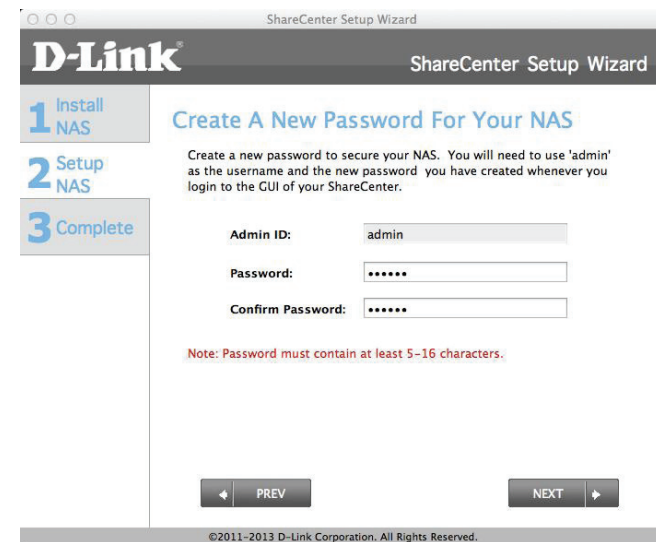 ShareCenter Setup Wizard
D-Link
ShareCenter Setup Wizard
1 Install NAS
2 Setup NAS
3 Complete
Create A New Password For Your NAS
Create a new password to secure your NAS. You will need to use 'admin'
as the username and the new password you have created whenever you
login to the GUI of your ShareCenter.
Admin ID: admin
Password: ••••••
Confirm Password: ••••••
Note: Password must contain at least 5-16 characters.
PREV
NEXT
©2011-2013 D-Link Corporation. All Rights Reserved.